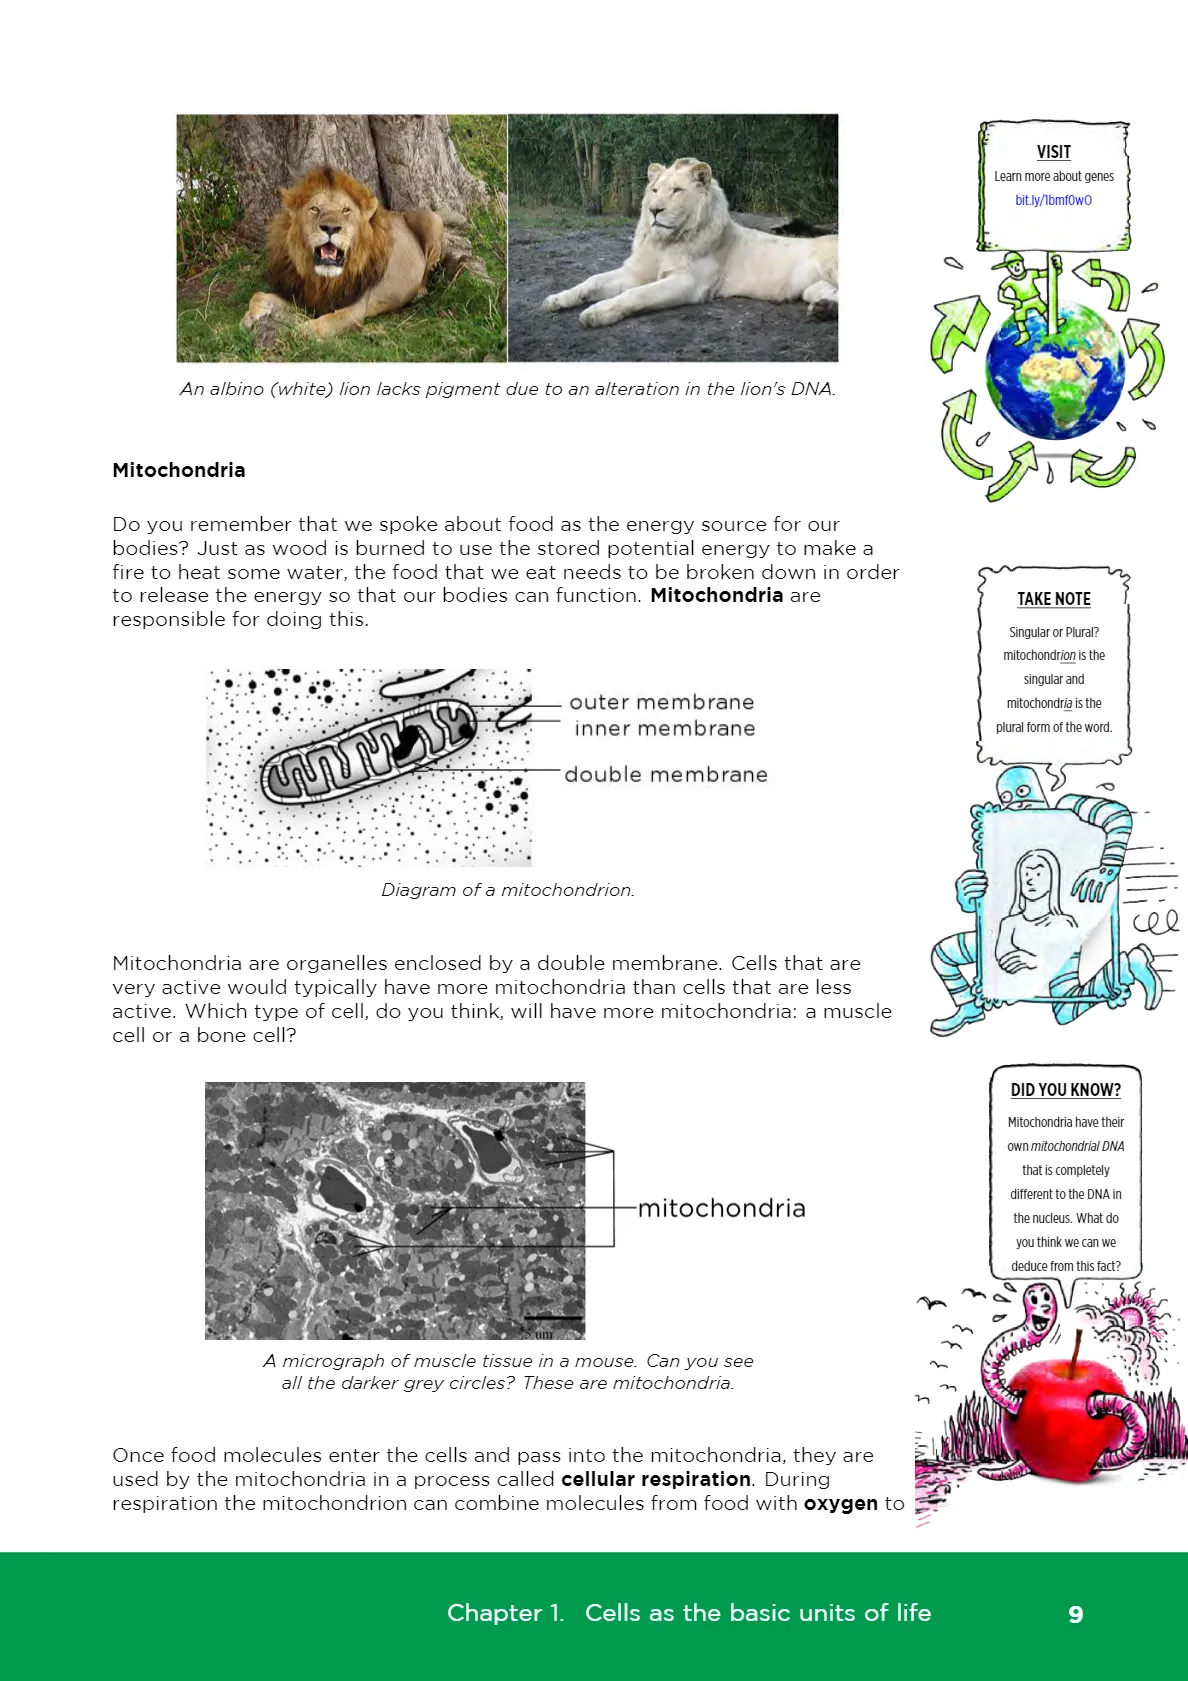 An albino (white) lion lacks pigment due to an alteration in the lion's DNA.
Mitochondria
Do you remember that we spoke about food as the energy source for our
bodies? Just as wood is burned to use the stored potential energy to make a
fire to heat some water, the food that we eat needs to be broken down in order
to release the energy so that our bodies can function. Mitochondria are
responsible for doing this.
outer membrane
inner membrane
double membrane
Diagram of a mitochondrion.
Mitochondria are organelles enclosed by a double membrane. Cells that are
very active would typically have more mitochondria than cells that are less
active. Which type of cell, do you think, will have more mitochondria: a muscle
cell or a bone cell?
mitochondria
5 um
A micrograph of muscle tissue in a mouse. Can you see
all the darker grey circles? These are mitochondria.
Once food molecules enter the cells and pass into the mitochondria, they are
used by the mitochondria in a process called cellular respiration. During
respiration the mitochondrion can combine molecules from food with oxygen to
VISIT
Learn more about genes
bit.ly/1bmf0wO
TAKE NOTE
Singular or Plural?
mitochondrion is the
singular and
mitochondria is the
plural form of the word.
DID YOU KNOW?
Mitochondria have their
own mitochondrial DNA
that is completely
different to the DNA in
the nucleus. What do
you think we can we
deduce from this fact?
Chapter 1. Cells as the basic units of life
9